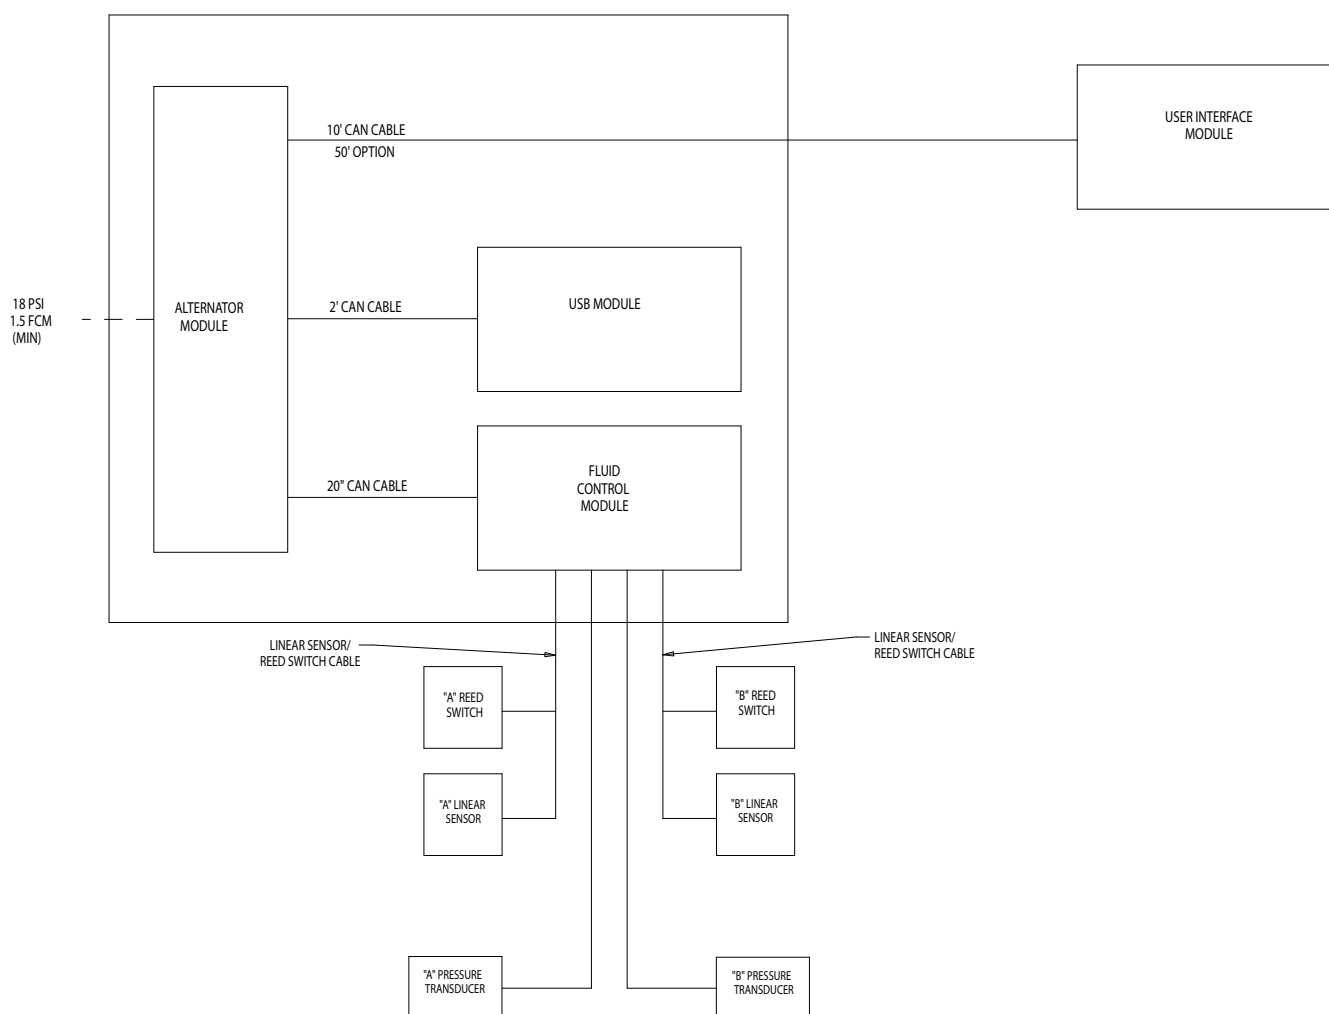 10' CAN CABLE
50' OPTION
USER INTERFACE
MODULE
18 PSI
1.5 FCM
(MIN)
ALTERNATOR
MODULE
2' CAN CABLE
USB MODULE
20" CAN CABLE
FLUID
CONTROL
MODULE
LINEAR SENSOR/
REED SWITCH CABLE
LINEAR SENSOR/
REED SWITCH CABLE
"A" REED
SWITCH
"B" REED
SWITCH
"A" LINEAR
SENSOR
"B" LINEAR
SENSOR
"A" PRESSURE
TRANSDUCER
"B" PRESSURE
TRANSDUCER